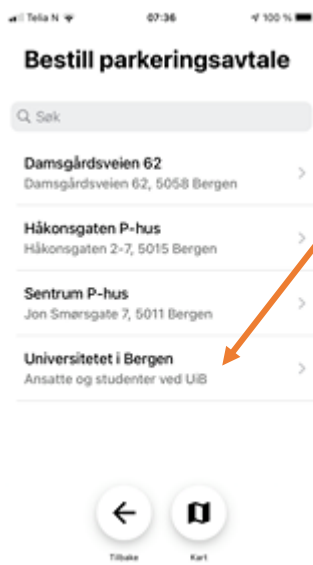 Telia N 07:36 100 %
Bestill parkeringsavtale
Søk
Damsgårdsveien 62
Damsgårdsveien 62, 5058 Bergen
Håkonsgaten P-hus
Håkonsgaten 2-7, 5015 Bergen
Sentrum P-hus
Jon Smørsgate 7, 5011 Bergen
Universitetet i Bergen
Ansatte og studenter ved UiB
Tilbake Kart